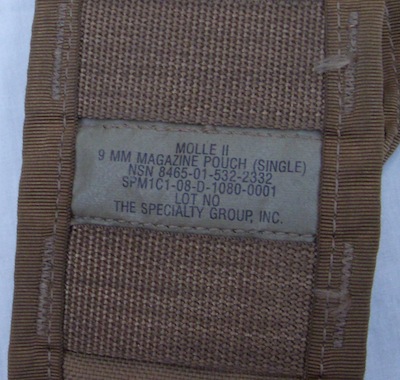 MOLLE II
9 MM MAGAZINE POUCH (SINGLE)
NSN 8465-01-532-2332
SPM1C1-08-D-1080-0001
LOT NO
THE SPECIALTY GROUP, INC.